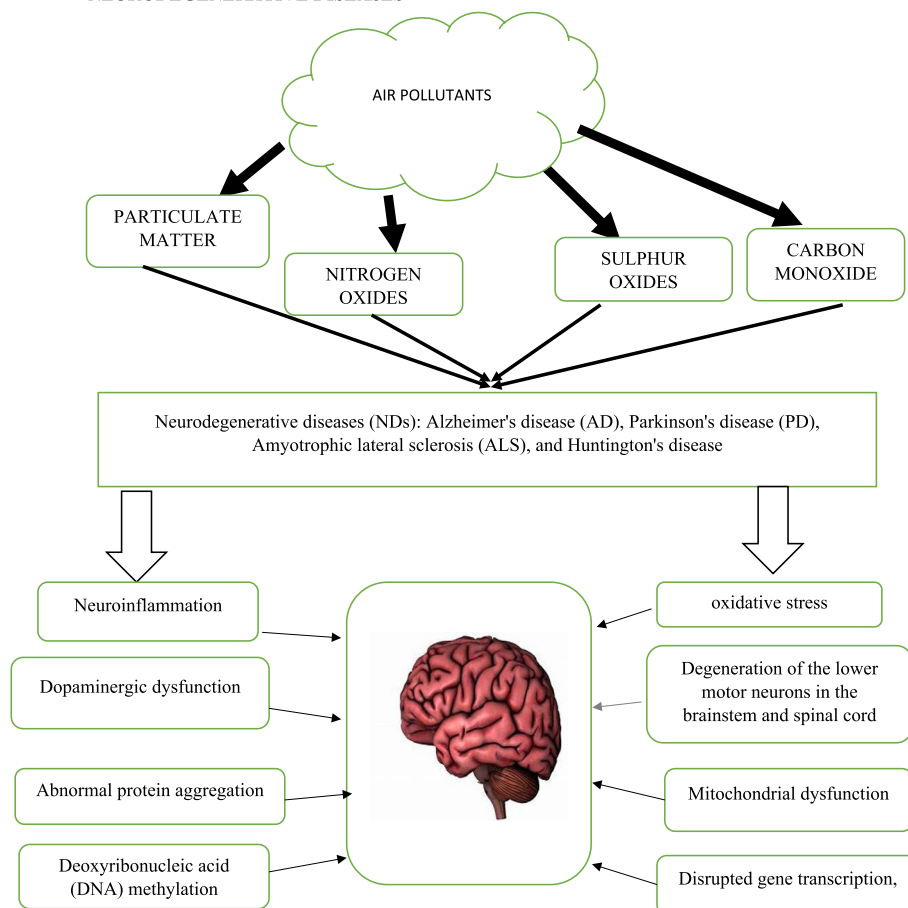 NEURODEGENERATIVE DISEASES
AIR POLLUTANTS
PARTICULATE
MATTER
NITROGEN
OXIDES
SULPHUR
OXIDES
CARBON
MONOXIDE
Neurodegenerative diseases (NDs): Alzheimer's disease (AD), Parkinson's disease (PD),
Amyotrophic lateral sclerosis (ALS), and Huntington's disease
Neuroinflammation
Dopaminergic dysfunction
Abnormal protein aggregation
Deoxyribonucleic acid
(DNA) methylation
oxidative stress
Degeneration of the lower
motor neurons in the
brainstem and spinal cord
Mitochondrial dysfunction
Disrupted gene transcription,